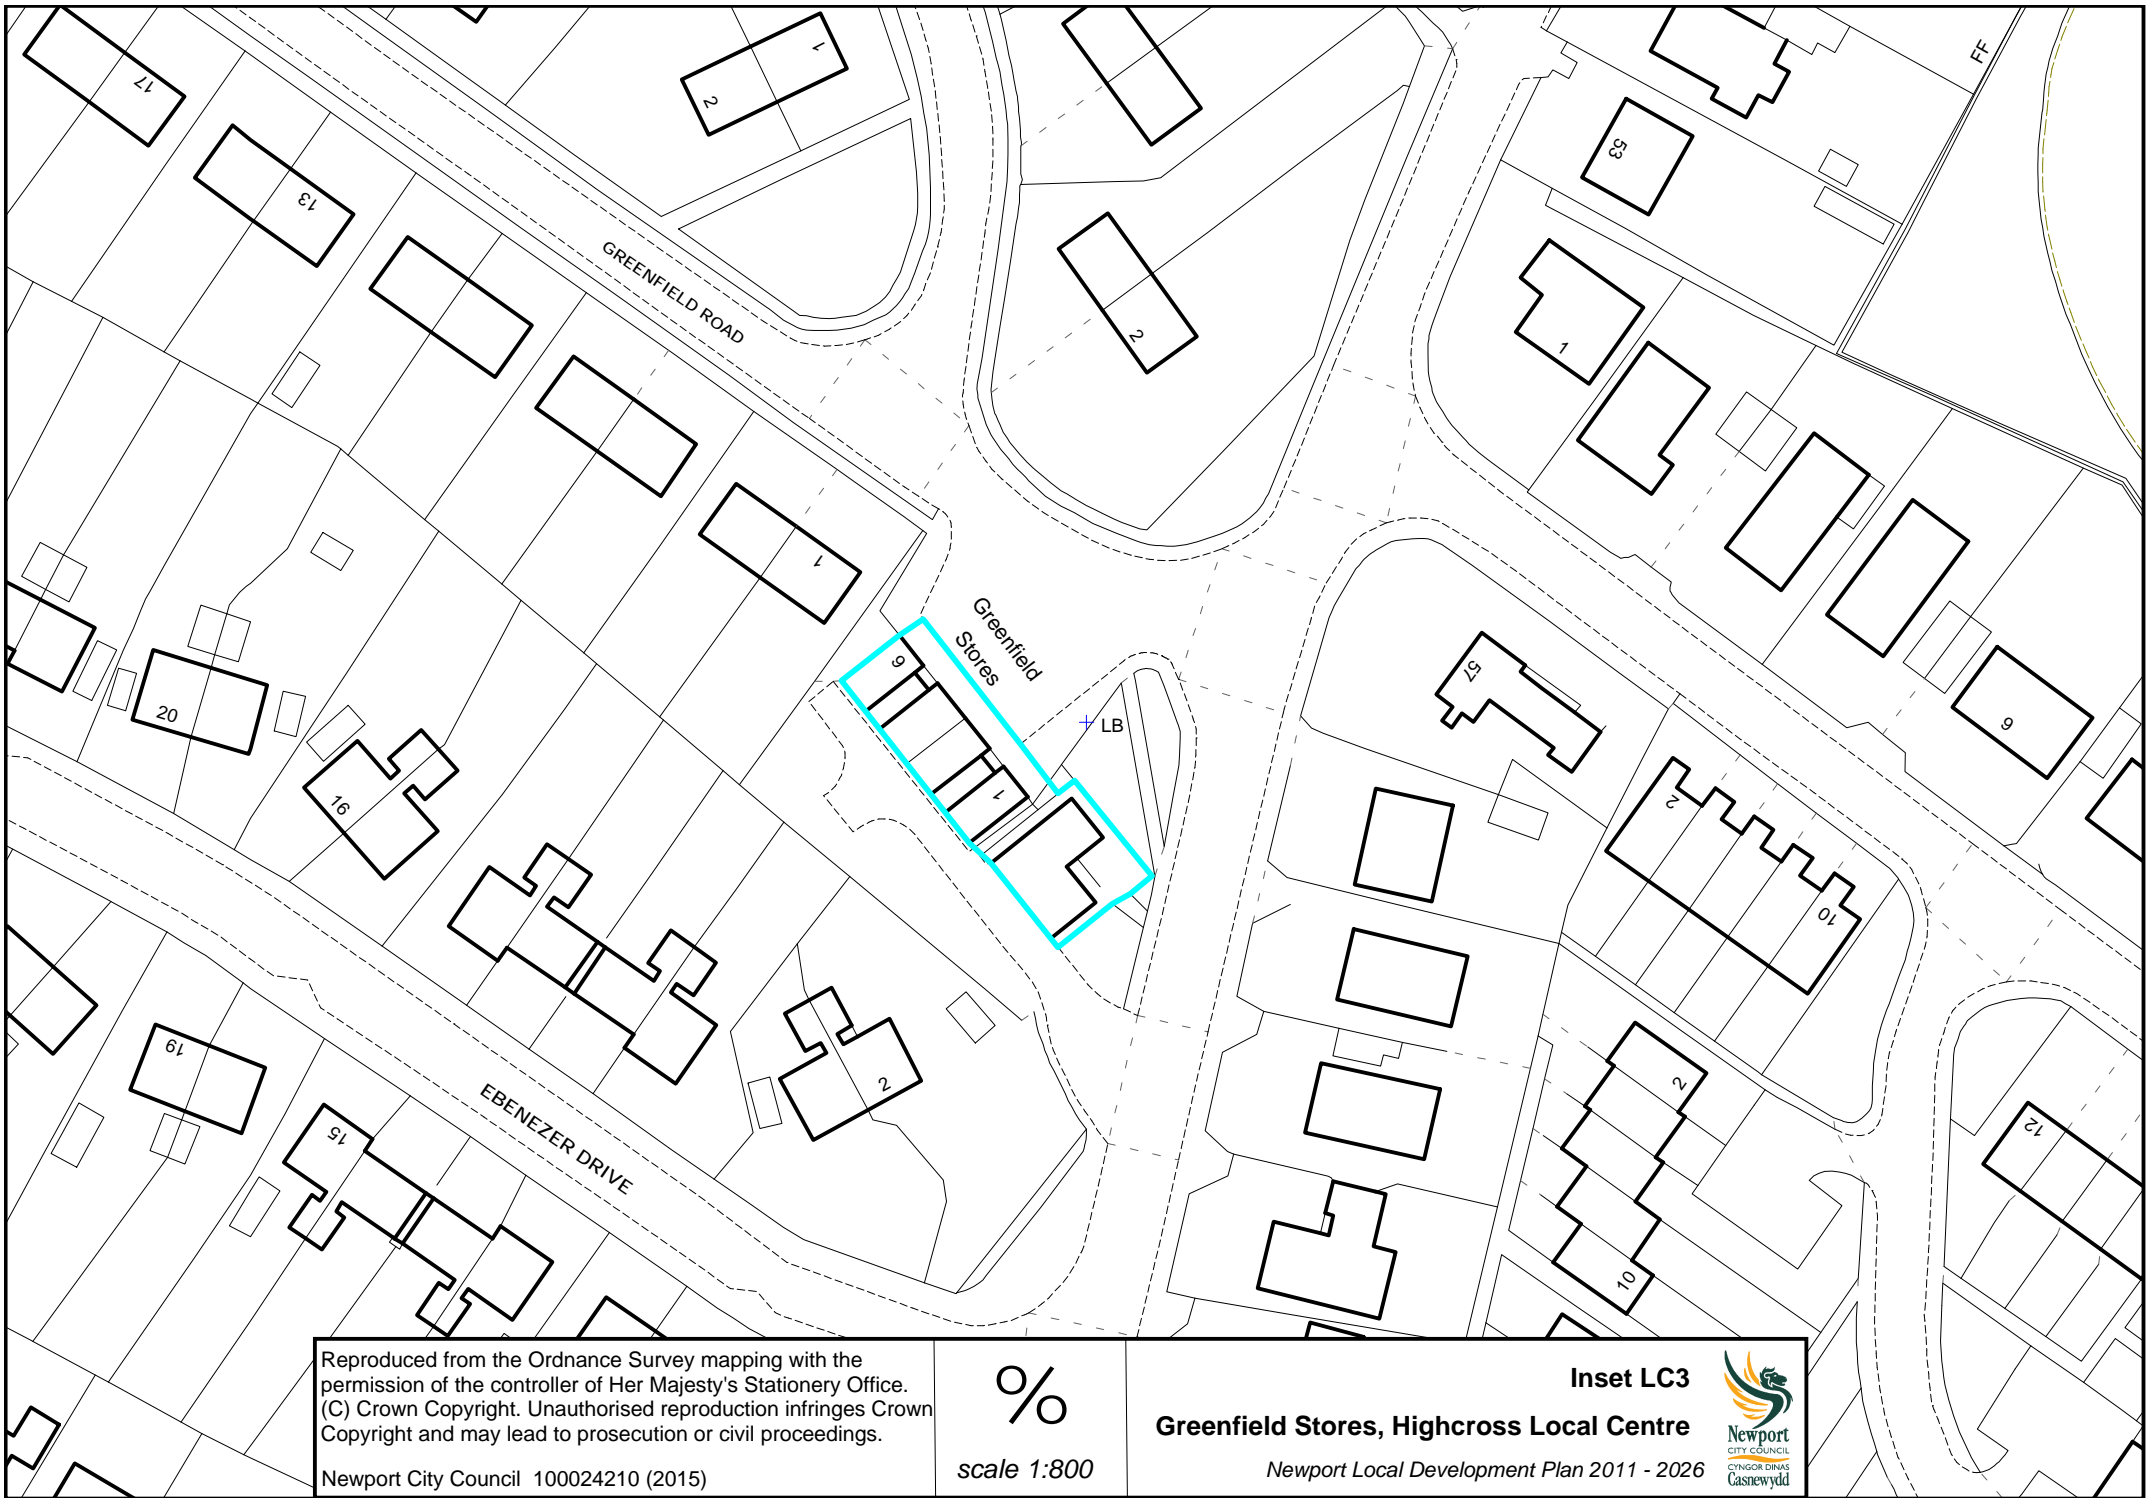 17
1
2
FF
13
53
GREENFIELD ROAD
2
1
1
Greenfield
Stores
9
57
LB
20
9
16
1
2
10
19
2
2
EBENEZER DRIVE
15
12
10
Reproduced from the Ordnance Survey mapping with the
permission of the controller of Her Majesty's Stationery Office.
(C) Crown Copyright. Unauthorised reproduction infringes Crown
Copyright and may lead to prosecution or civil proceedings.
Newport City Council 100024210 (2015)
%
scale 1:800
Inset LC3
Greenfield Stores, Highcross Local Centre
Newport Local Development Plan 2011 - 2026
Newport
CITY COUNCIL
CYNGOR DINAS
Casnewydd